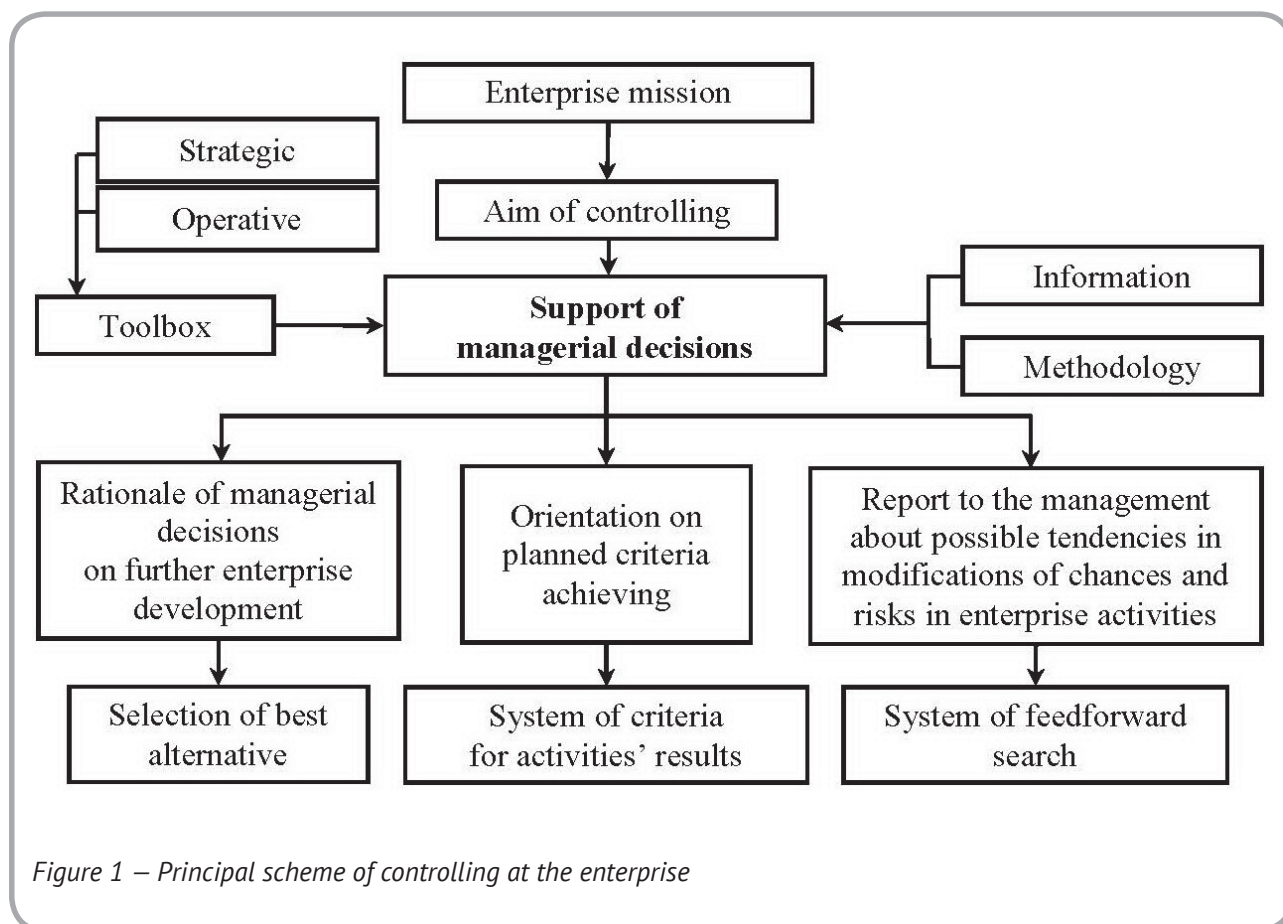 Enterprise mission
Strategic
Operative
Aim of controlling
Toolbox
Support of
managerial decisions
Information
Methodology
Rationale of managerial
decisions
on further enterprise
development
Orientation on
planned criteria
achieving
Report to the management
about possible tendencies in
modifications of chances and
risks in enterprise activities
Selection of best
alternative
System of criteria
for activities’ results
System of feedforward
search
Figure 1 — Principal scheme of controlling at the enterprise